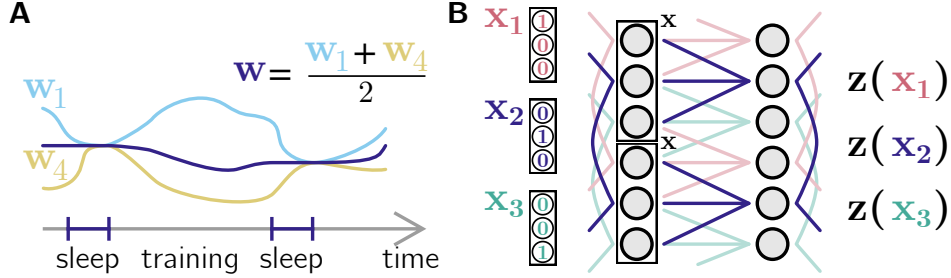 A
w₁
w₄
w = (w₁ + w₄) / 2
sleep training sleep time
B
x₁
1
0
0
x₂
0
1
0
x₃
0
0
1
x
x
z(x₁)
z(x₂)
z(x₃)